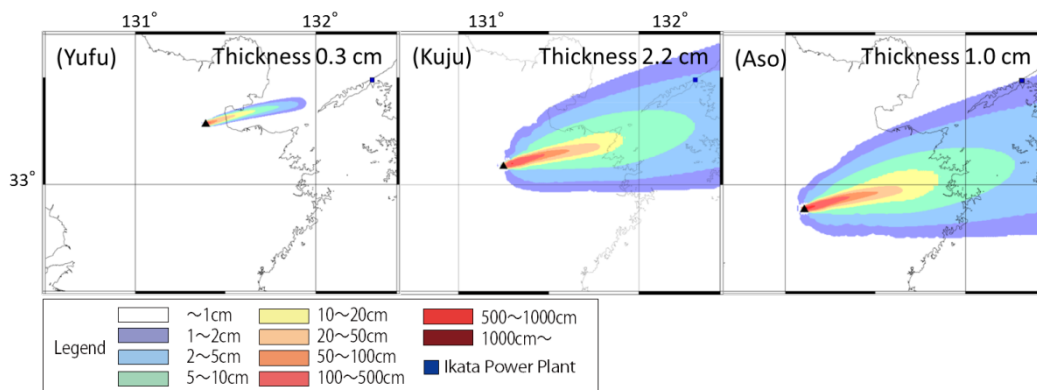 131° 132° 131° 132°
(Yufu) Thickness 0.3 cm (Kuju) Thickness 2.2 cm (Aso) Thickness 1.0 cm
33°
Legend
～1cm
1～2cm
2～5cm
5～10cm
10～20cm
20～50cm
50～100cm
100～500cm
500～1000cm
1000cm～
Ikata Power Plant